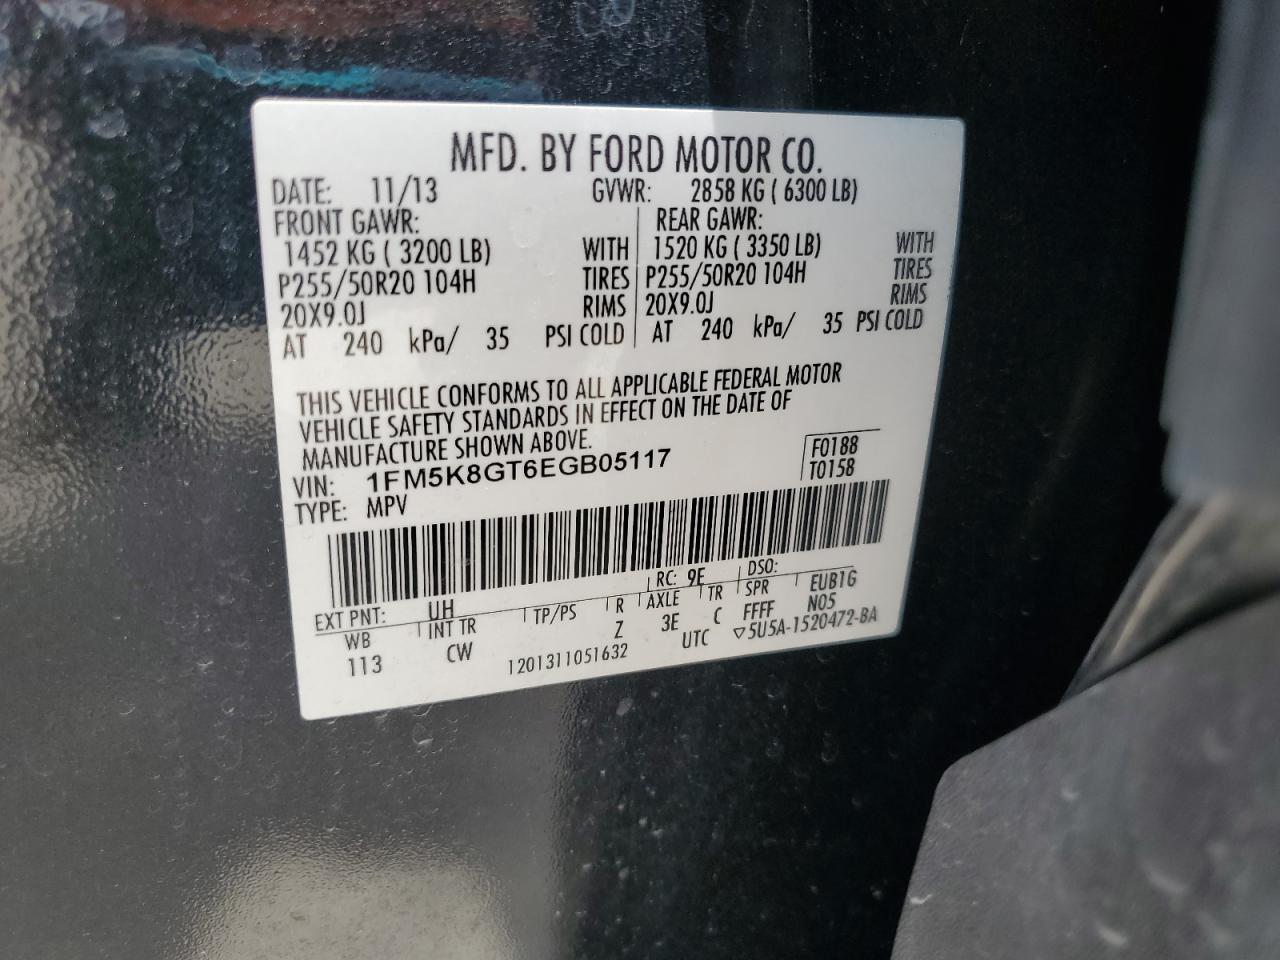 MFD. BY FORD MOTOR CO.
DATE: 11/13 GVWR: 2858 KG ( 6300 LB)
FRONT GAWR: REAR GAWR:
1452 KG ( 3200 LB) WITH 1520 KG ( 3350 LB) WITH
P255/50R20 104H TIRES P255/50R20 104H TIRES
20X9.0J RIMS 20X9.0J RIMS
AT 240 kPa/ 35 PSI COLD AT 240 kPa/ 35 PSI COLD
THIS VEHICLE CONFORMS TO ALL APPLICABLE FEDERAL MOTOR
VEHICLE SAFETY STANDARDS IN EFFECT ON THE DATE OF
MANUFACTURE SHOWN ABOVE.
VIN: 1FM5K8GT6EGB05117 F0188
TYPE: MPV T0158
EXT PNT: UH RC: 9E DSO:
WB INT TR TP/PS R AXLE TR SPR EUB1G
113 CW Z 3E C FFFF N05
1201311051632 UTC ▽5U5A-1520472-BA